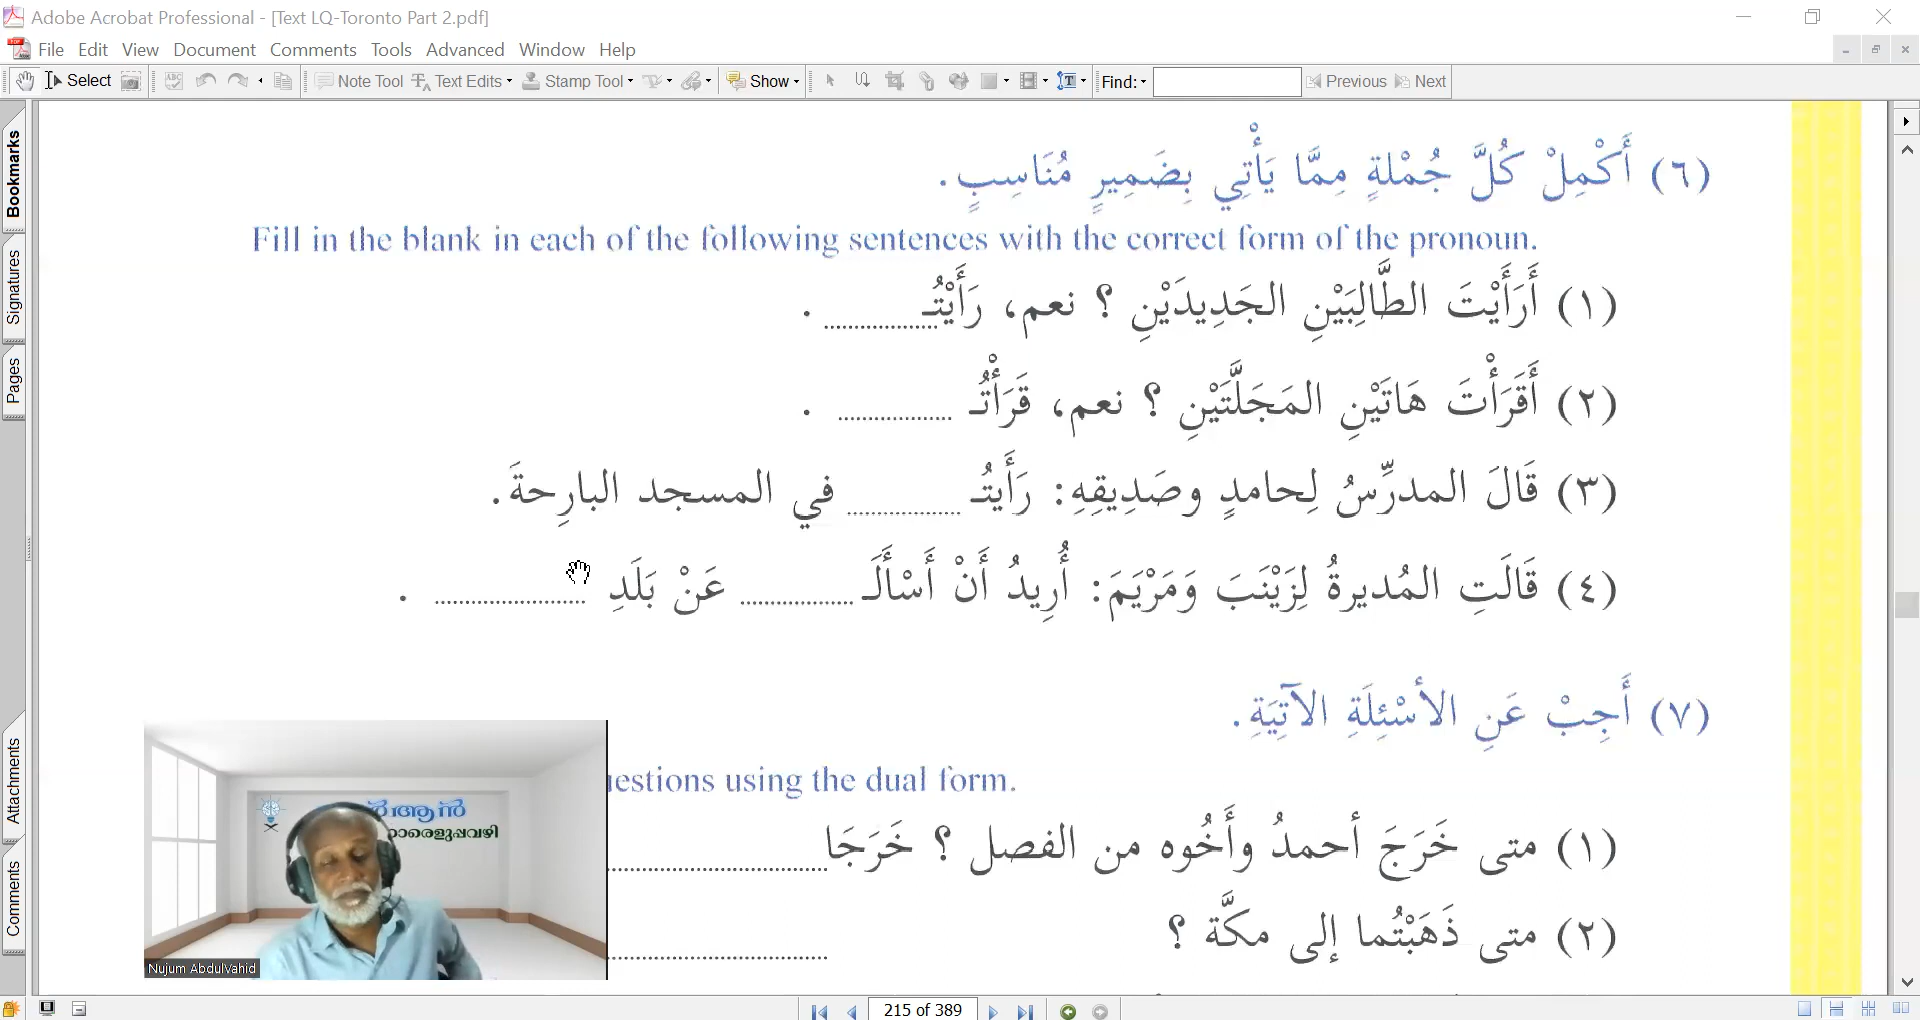 Adobe Acrobat Professional - [Text LQ-Toronto Part 2.pdf]
File Edit View Document Comments Tools Advanced Window Help
Select Note Tool Text Edits Stamp Tool Show Find: Previous Next
Bookmarks
Signatures
Pages
Attachments
Comments
(٦) أَكْمِلْ كُلَّ جُمْلةٍ مِمَّا يَأْتِي بِضَمِيرٍ مُنَاسِبٍ.
Fill in the blank in each of the following sentences with the correct form of the pronoun.
(١) أَرَأَيْتَ الطَّالِبَيْنِ الجَدِيدَيْنِ ؟ نعم، رَأَيْتُـ .................... .
(٢) أَقَرَأْتَ هَاتَيْنِ المَجَلَّتَيْنِ ؟ نعم، قَرَأْتُـ .................... .
(٣) قَالَ المدرِّسُ لِحامدٍ وصَدِيقِهِ: رَأَيتُـ .................... في المسجد البارِحةَ.
(٤) قَالَتِ المُديرةُ لِزَيْنَبَ وَمَرْيَمَ: أُرِيدُ أَنْ أَسْأَلَـ .................... عَنْ بَلَدِ .................... .
(٧) أَجِبْ عَنِ الأسْئِلَةِ الآتِيَةِ.
estions using the dual form.
(١) متى خَرَجَ أحمدُ وأَخُوه من الفصل ؟ خَرَجَا ....................
(٢) متى ذَهَبْتُما إلى مكَّة ؟ ....................
Nujum AbdulVahid
215 of 389